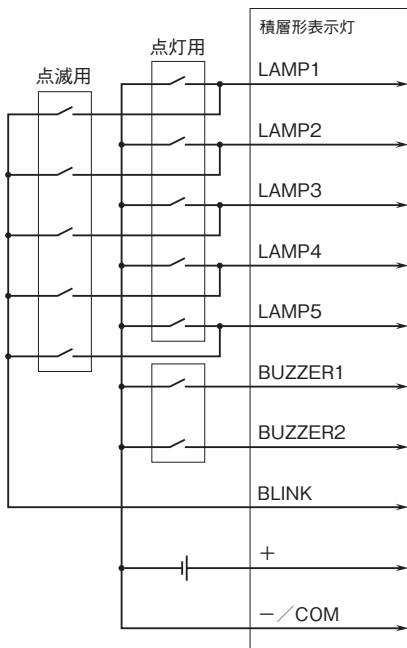 積層形表示灯
点灯用
点滅用
LAMP1
LAMP2
LAMP3
LAMP4
LAMP5
BUZZER1
BUZZER2
BLINK
+
−／COM